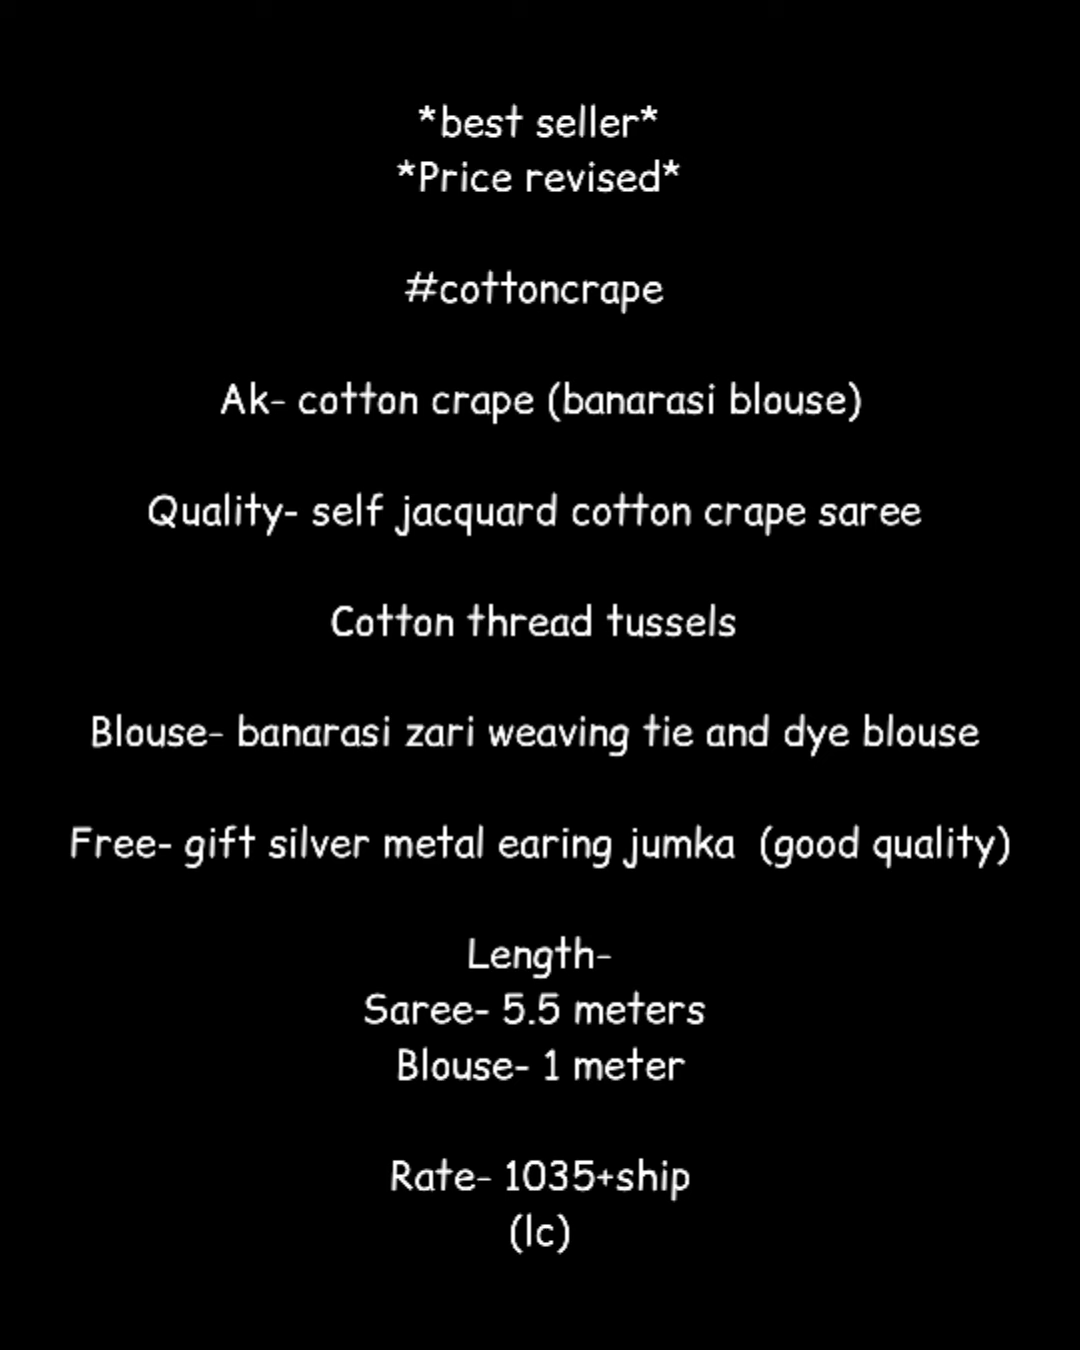 *best seller*
*Price revised*
#cottoncrape
Ak- cotton crape (banarasi blouse)
Quality- self jacquard cotton crape saree
Cotton thread tussels
Blouse- banarasi zari weaving tie and dye blouse
Free- gift silver metal earing jumka (good quality)
Length-
Saree- 5.5 meters
Blouse- 1 meter
Rate- 1035+ship
(lc)